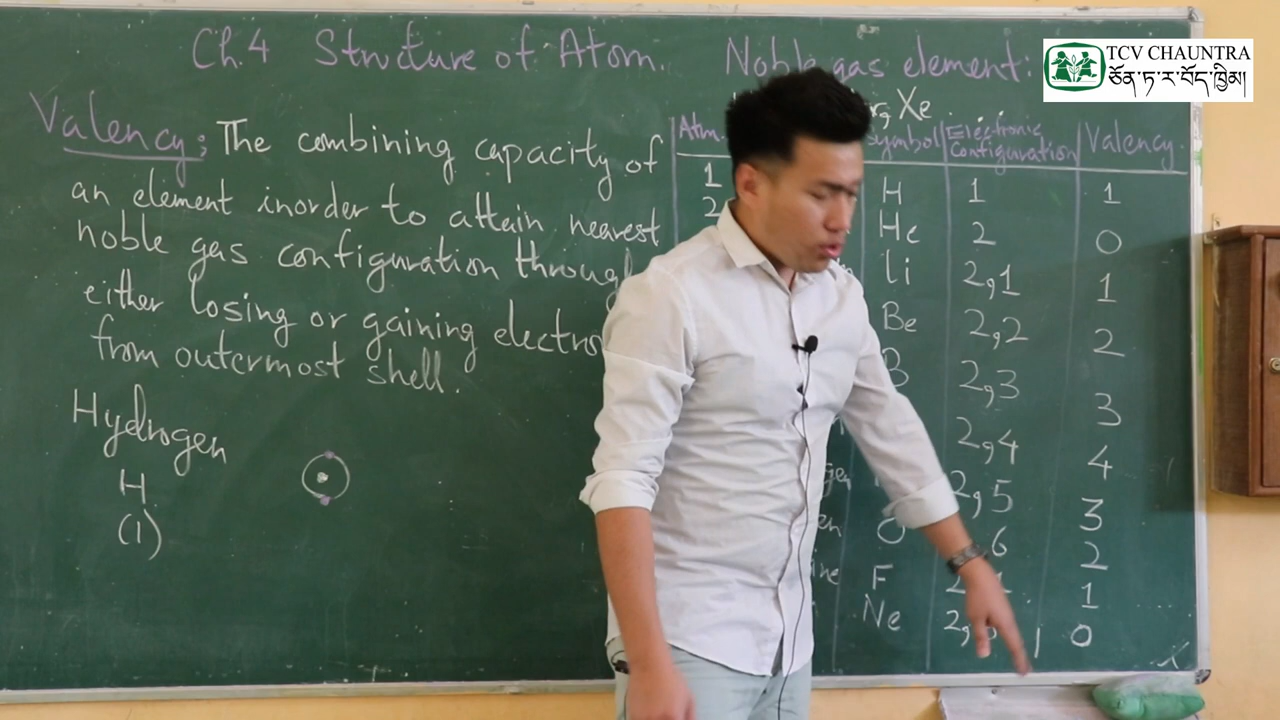 Ch.4 Structure of Atom.
Noble gas element:
TCV CHAUNTRA
ཅོན་ཏ་ར་བོད་ཁྱིམ།
Xe
Valency; The combining capacity of
an element inorder to attain nearest
noble gas configuration through
either losing or gaining electro
from outermost shell.
Hydrogen
H
(1)
Atm. Symbol Electronic Configuration Valency.
1 H 1 1
2 He 2 0
Li 2,1 1
Be 2,2 2
B 2,3 3
2,4 4
2,5 3
O 6 2
F 1
Ne 0